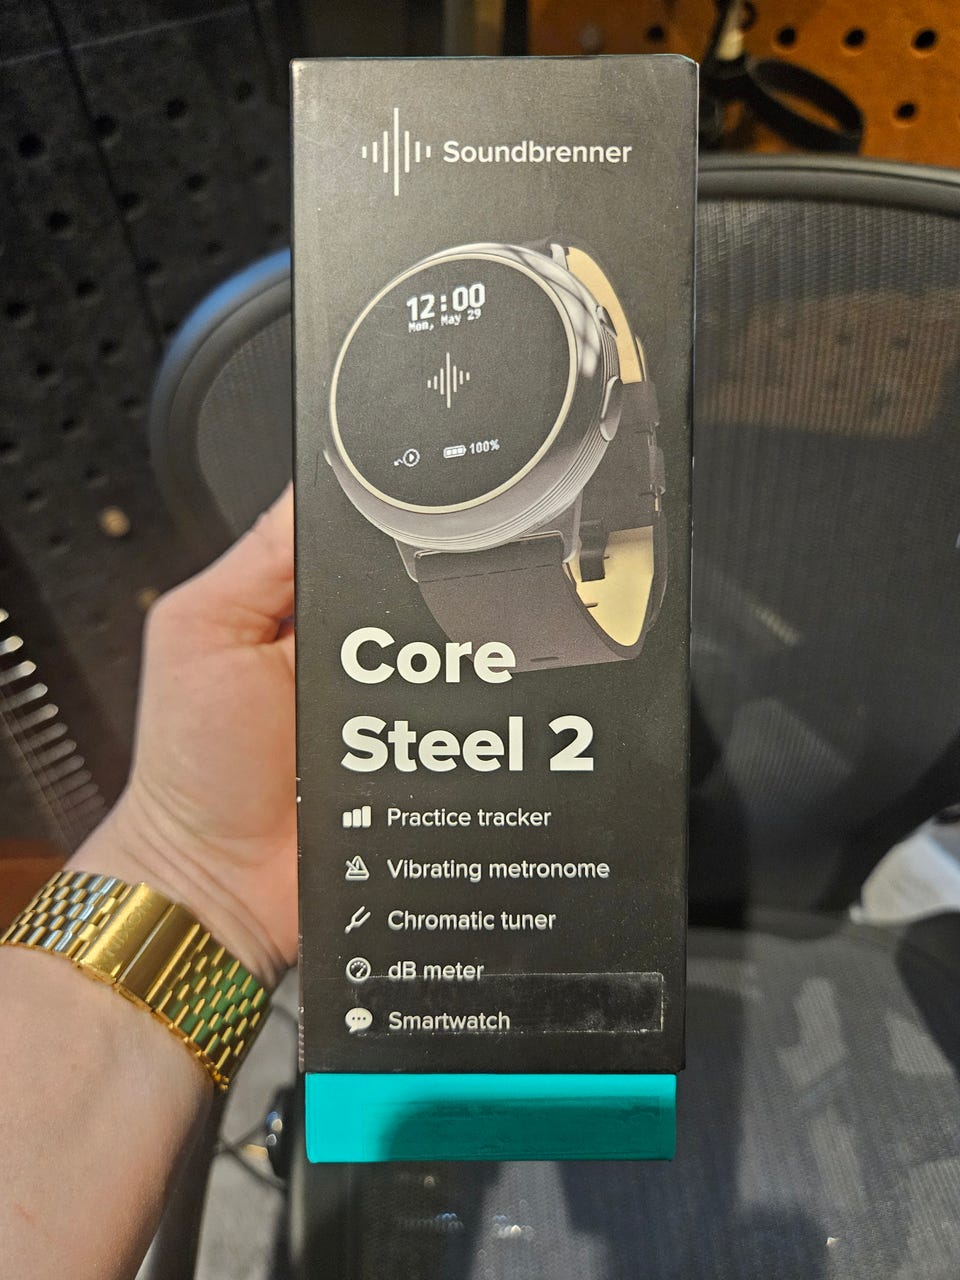 Soundbrenner
12:00
Mon, May 29
100%
Core
Steel 2
Practice tracker
Vibrating metronome
Chromatic tuner
dB meter
Smartwatch